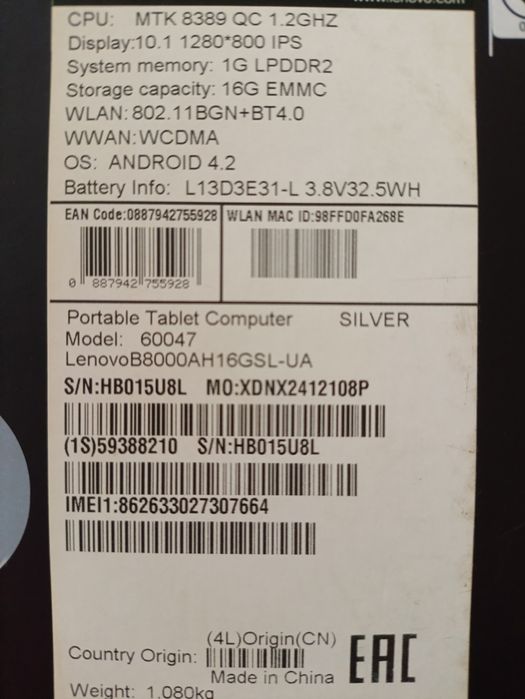 www.lenovo.com
CPU: MTK 8389 QC 1.2GHZ
Display:10.1 1280*800 IPS
System memory: 1G LPDDR2
Storage capacity: 16G EMMC
WLAN: 802.11BGN+BT4.0
WWAN:WCDMA
OS: ANDROID 4.2
Battery Info: L13D3E31-L 3.8V32.5WH
EAN Code:0887942755928
WLAN MAC ID:98FFD0FA268E
0 887942 755928
Portable Tablet Computer SILVER
Model: 60047
LenovoB8000AH16GSL-UA
S/N:HB015U8L MO:XDNX2412108P
(1S)59388210 S/N:HB015U8L
IMEI1:862633027307664
(4L)Origin(CN)
Country Origin:
Made in China
EAC
Weight: 1.080kg